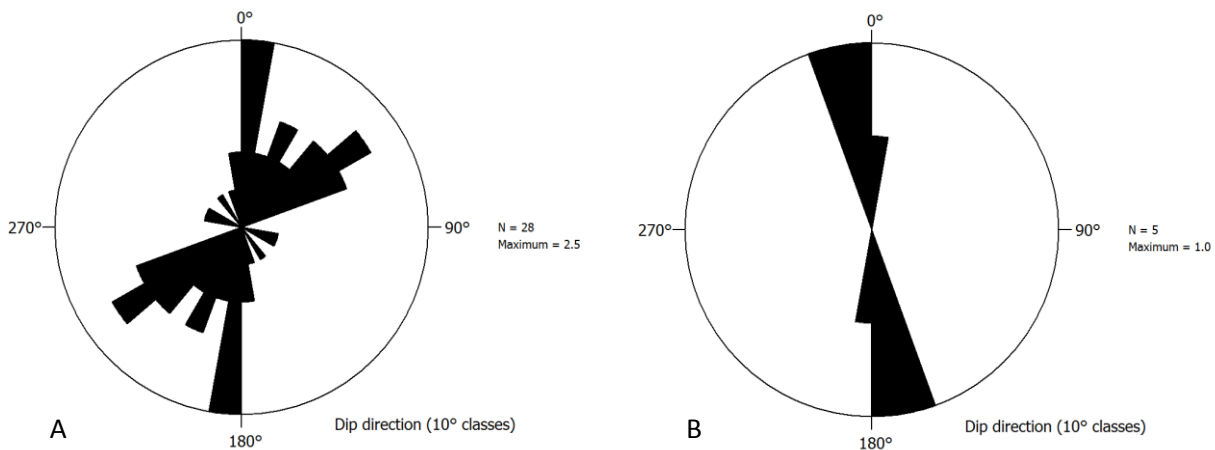 0°
270°
90°
N = 28
Maximum = 2.5
A
Dip direction (10° classes)
180°
0°
270°
90°
N = 5
Maximum = 1.0
B
Dip direction (10° classes)
180°